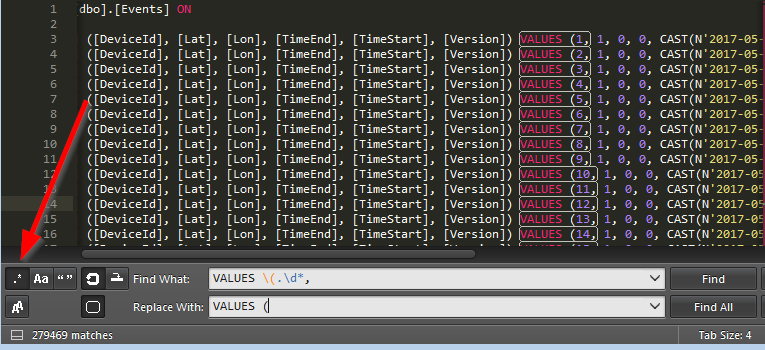 1 dbo].[Events] ON
2
3 ([DeviceId], [Lat], [Lon], [TimeEnd], [TimeStart], [Version]) VALUES (1, 1, 0, 0, CAST(N'2017-05-
4 ([DeviceId], [Lat], [Lon], [TimeEnd], [TimeStart], [Version]) VALUES (2, 1, 0, 0, CAST(N'2017-05-
5 ([DeviceId], [Lat], [Lon], [TimeEnd], [TimeStart], [Version]) VALUES (3, 1, 0, 0, CAST(N'2017-05-
6 ([DeviceId], [Lat], [Lon], [TimeEnd], [TimeStart], [Version]) VALUES (4, 1, 0, 0, CAST(N'2017-05-
7 ([DeviceId], [Lat], [Lon], [TimeEnd], [TimeStart], [Version]) VALUES (5, 1, 0, 0, CAST(N'2017-05-
8 ([DeviceId], [Lat], [Lon], [TimeEnd], [TimeStart], [Version]) VALUES (6, 1, 0, 0, CAST(N'2017-05-
9 ([DeviceId], [Lat], [Lon], [TimeEnd], [TimeStart], [Version]) VALUES (7, 1, 0, 0, CAST(N'2017-05-
10 ([DeviceId], [Lat], [Lon], [TimeEnd], [TimeStart], [Version]) VALUES (8, 1, 0, 0, CAST(N'2017-05-
11 ([DeviceId], [Lat], [Lon], [TimeEnd], [TimeStart], [Version]) VALUES (9, 1, 0, 0, CAST(N'2017-05-
12 ([DeviceId], [Lat], [Lon], [TimeEnd], [TimeStart], [Version]) VALUES (10, 1, 0, 0, CAST(N'2017-
13 ([DeviceId], [Lat], [Lon], [TimeEnd], [TimeStart], [Version]) VALUES (11, 1, 0, 0, CAST(N'2017-
14 ([DeviceId], [Lat], [Lon], [TimeEnd], [TimeStart], [Version]) VALUES (12, 1, 0, 0, CAST(N'2017-
15 ([DeviceId], [Lat], [Lon], [TimeEnd], [TimeStart], [Version]) VALUES (13, 1, 0, 0, CAST(N'2017-
16 ([DeviceId], [Lat], [Lon], [TimeEnd], [TimeStart], [Version]) VALUES (14, 1, 0, 0, CAST(N'2017-
.* Aa “” Find What: VALUES \(.\d*, Find
AA Replace With: VALUES ( Find All
279469 matches Tab Size: 4